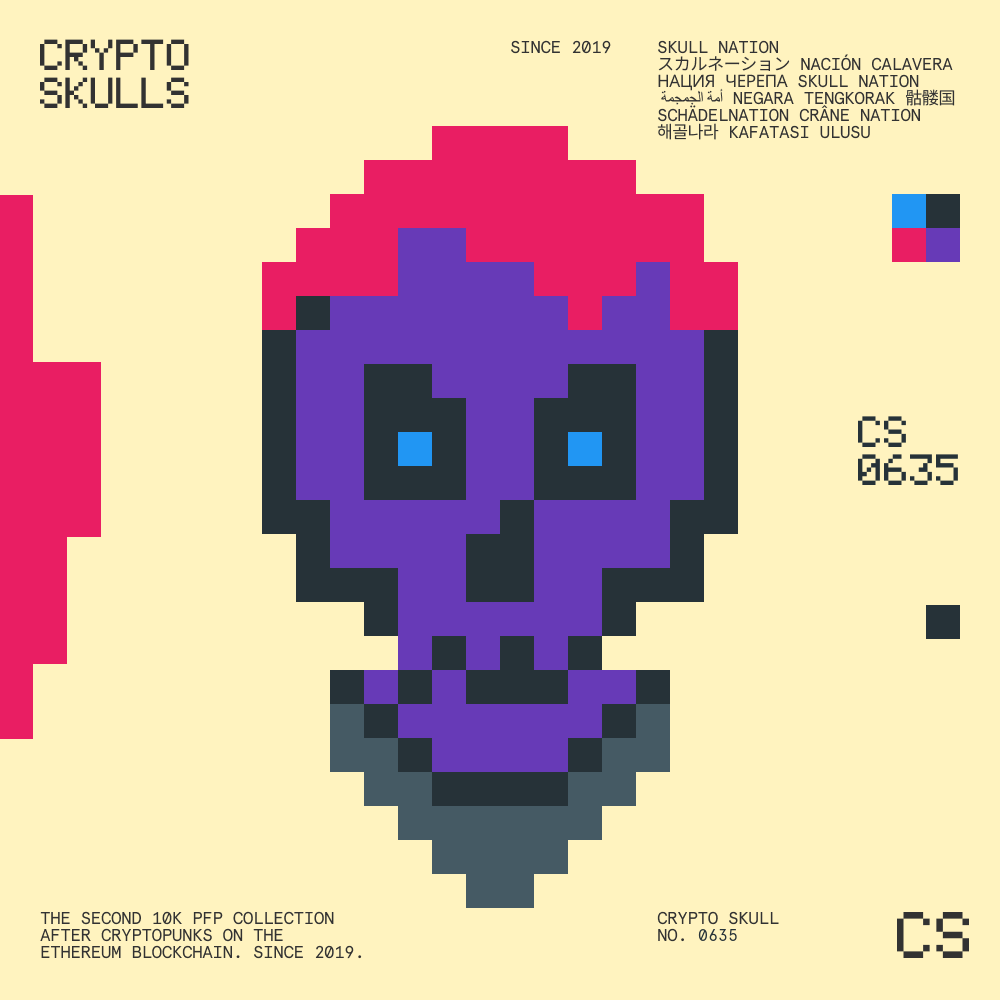 CRYPTO
SKULLS
SINCE 2019
SKULL NATION
スカルネーション NACIÓN CALAVERA
НАЦИЯ ЧЕРЕПА SKULL NATION
أمة الجمجمة NEGARA TENGKORAK 骷髅国
SCHÄDELNATION CRÂNE NATION
해골나라 KAFATASI ULUSU
CS
0635
THE SECOND 10K PFP COLLECTION
AFTER CRYPTOPUNKS ON THE
ETHEREUM BLOCKCHAIN. SINCE 2019.
CRYPTO SKULL
NO. 0635
CS